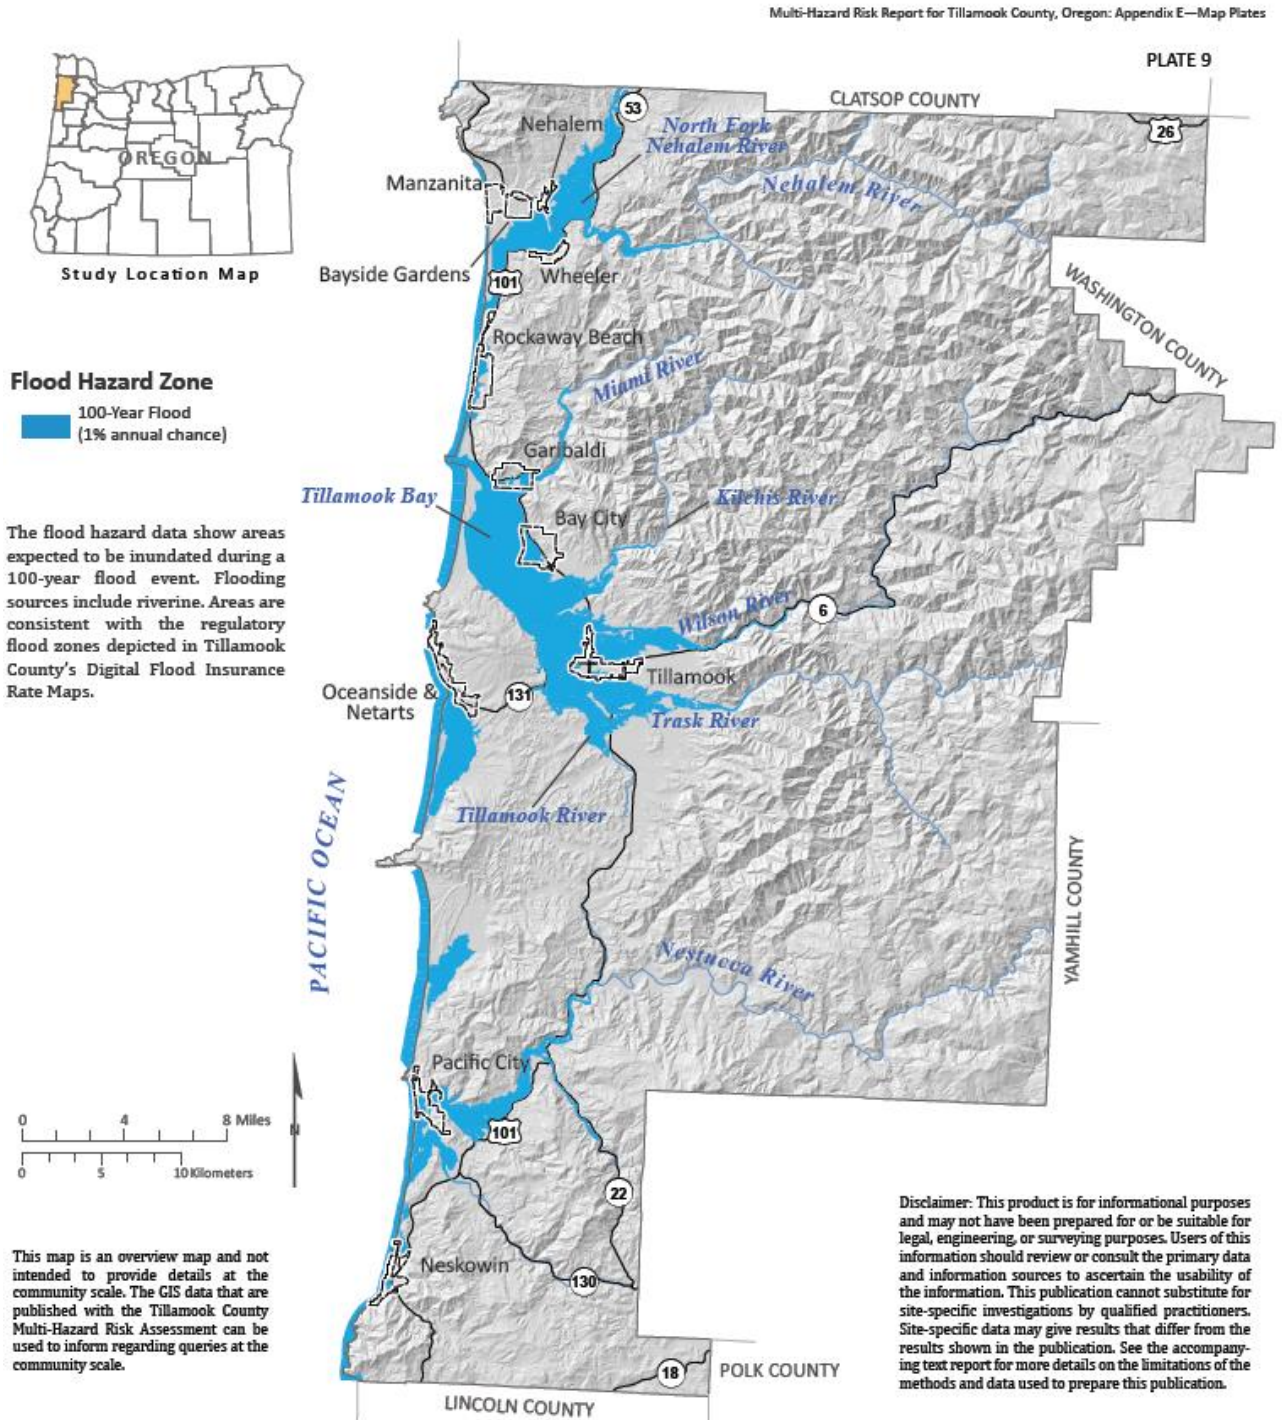 Multi-Hazard Risk Report for Tillamook County, Oregon: Appendix E—Map Plates
PLATE 9
OREGON
Study Location Map
CLATSOP COUNTY
53
26
Nehalem
North Fork
Nehalem River
Manzanita
Nehalem River
Bayside Gardens
Wheeler
101
WASHINGTON COUNTY
Rockaway Beach
Miami River
Flood Hazard Zone
100-Year Flood
(1% annual chance)
Garibaldi
Tillamook Bay
Kilchis River
Bay City
The flood hazard data show areas
expected to be inundated during a
100-year flood event. Flooding
sources include riverine. Areas are
consistent with the regulatory
flood zones depicted in Tillamook
County's Digital Flood Insurance
Rate Maps.
Wilson River
6
Tillamook
Oceanside &
Netarts
131
Trask River
Tillamook River
PACIFIC OCEAN
YAMHILL COUNTY
Nestucca River
Pacific City
0 4 8 Miles
0 5 10 Kilometers
N
101
22
Neskowin
130
This map is an overview map and not
intended to provide details at the
community scale. The GIS data that are
published with the Tillamook County
Multi-Hazard Risk Assessment can be
used to inform regarding queries at the
community scale.
Disclaimer: This product is for informational purposes
and may not have been prepared for or be suitable for
legal, engineering, or surveying purposes. Users of this
information should review or consult the primary data
and information sources to ascertain the usability of
the information. This publication cannot substitute for
site-specific investigations by qualified practitioners.
Site-specific data may give results that differ from the
results shown in the publication. See the accompany-
ing text report for more details on the limitations of the
methods and data used to prepare this publication.
18
POLK COUNTY
LINCOLN COUNTY